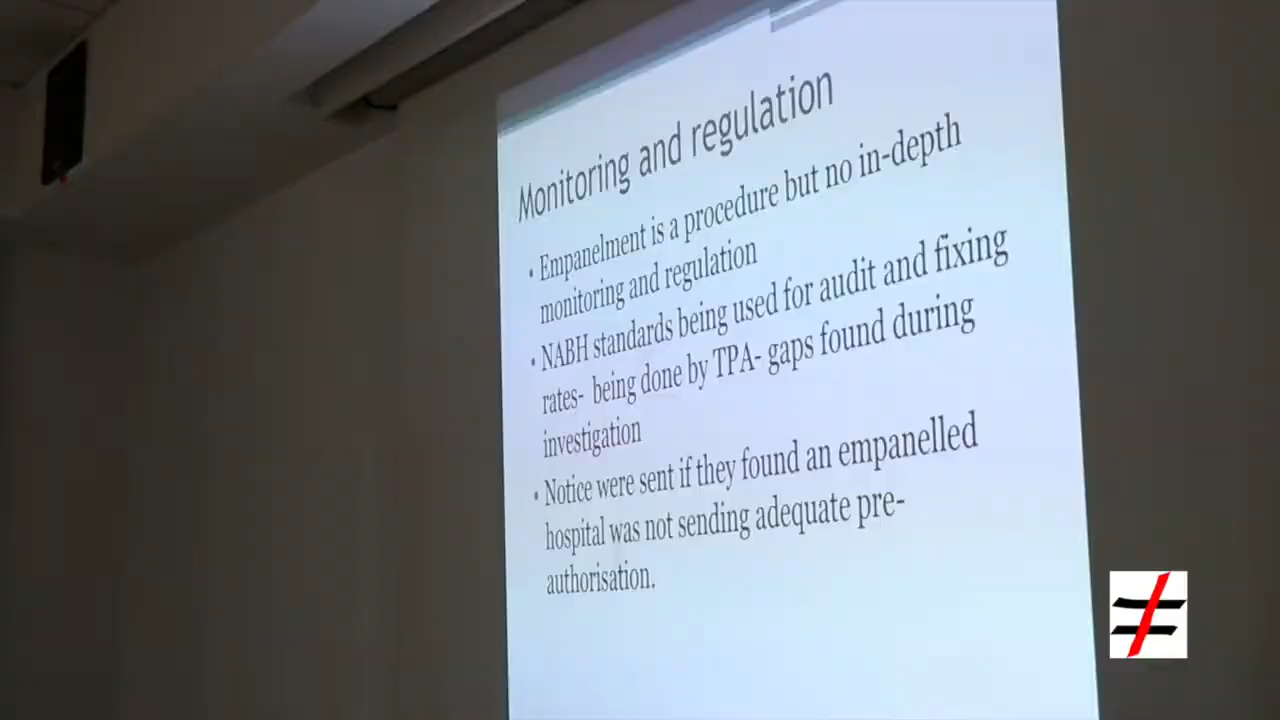 Monitoring and regulation
• Empanelment is a procedure but no in-depth
monitoring and regulation
• NABH standards being used for audit and fixing
rates- being done by TPA- gaps found during
investigation
• Notice were sent if they found an empanelled
hospital was not sending adequate pre-
authorisation.